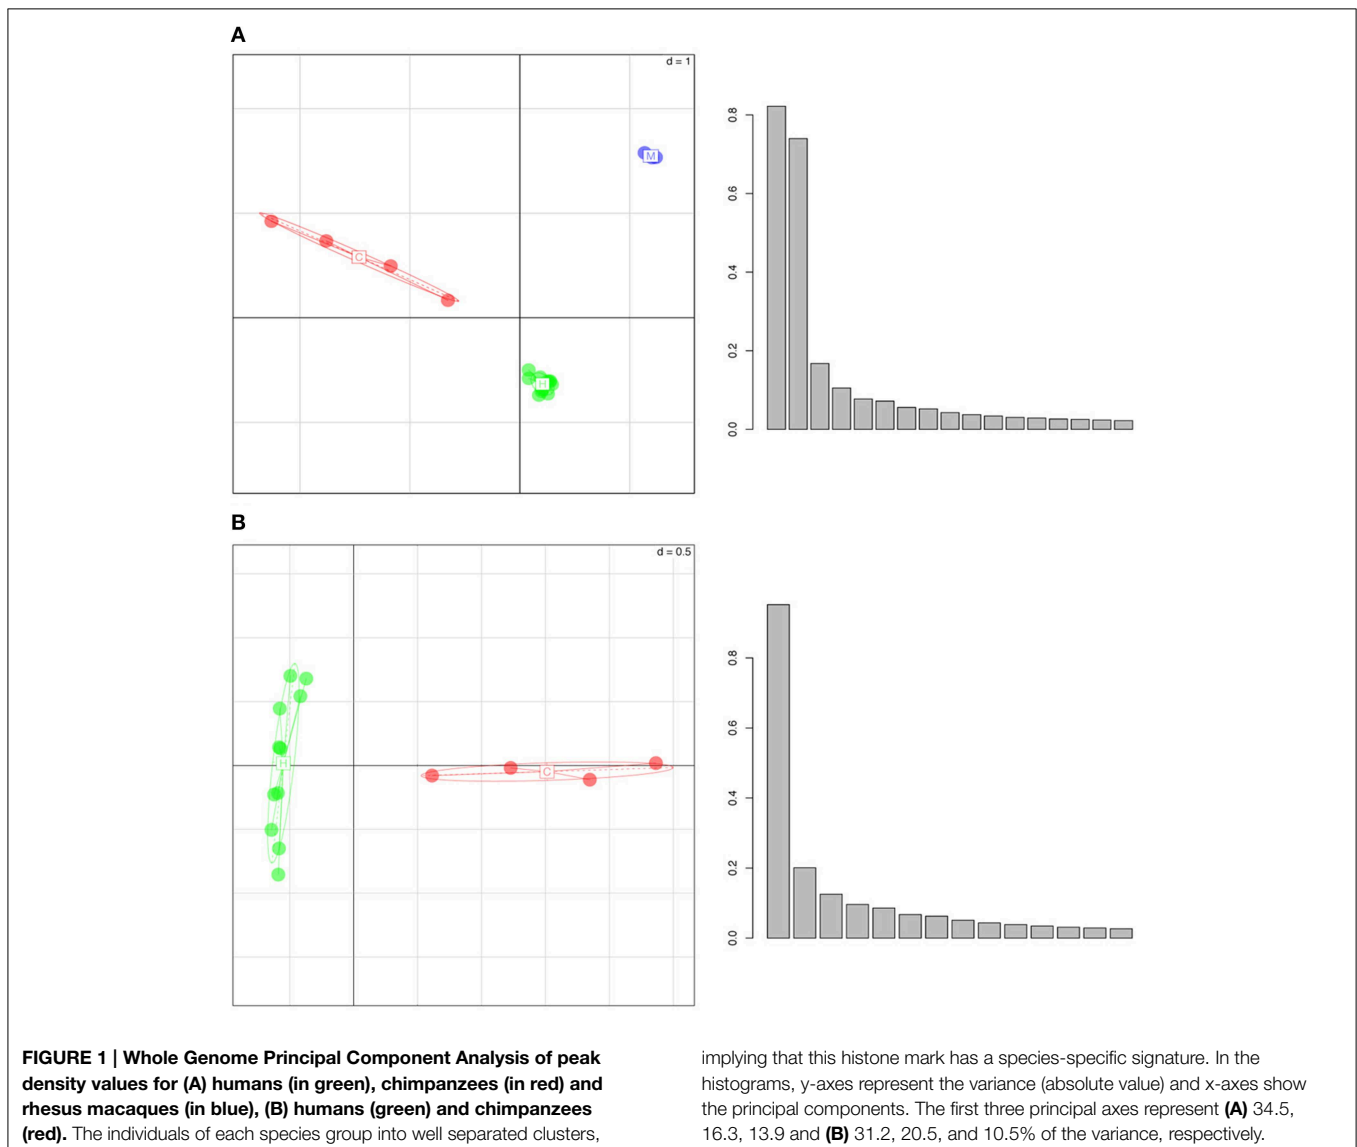 A
d = 1
M
C
H
0.8
0.6
0.4
0.2
0.0
B
d = 0.5
H
C
0.8
0.6
0.4
0.2
0.0
FIGURE 1 | Whole Genome Principal Component Analysis of peak
density values for (A) humans (in green), chimpanzees (in red) and
rhesus macaques (in blue), (B) humans (green) and chimpanzees
(red). The individuals of each species group into well separated clusters,
implying that this histone mark has a species-specific signature. In the
histograms, y-axes represent the variance (absolute value) and x-axes show
the principal components. The first three principal axes represent (A) 34.5,
16.3, 13.9 and (B) 31.2, 20.5, and 10.5% of the variance, respectively.